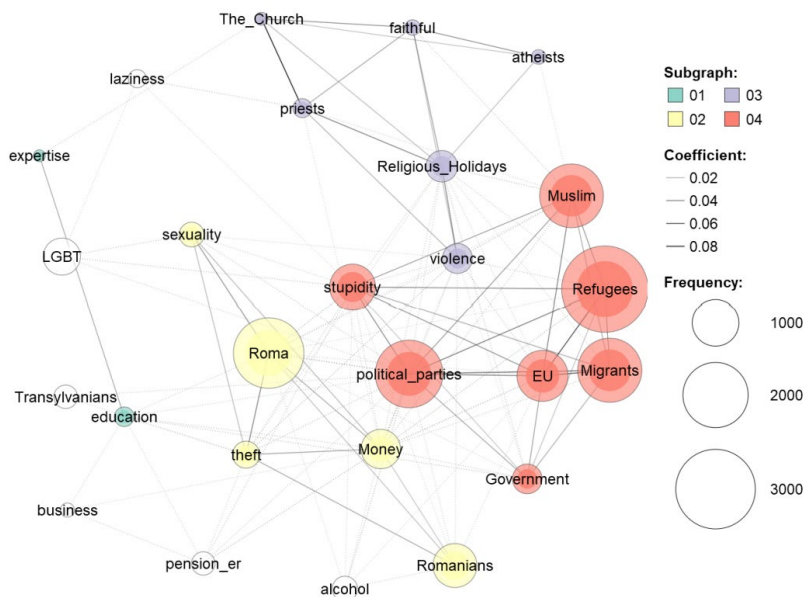 The_Church
faithful
atheists
laziness
priests
expertise
Religious_Holidays
Muslim
sexuality
LGBT
violence
stupidity
Refugees
Roma
political_parties
EU
Migrants
Transylvanians
education
theft
Money
Government
business
pension_er
alcohol
Romanians
Subgraph:
01 03
02 04
Coefficient:
0.02
0.04
0.06
0.08
Frequency:
1000
2000
3000